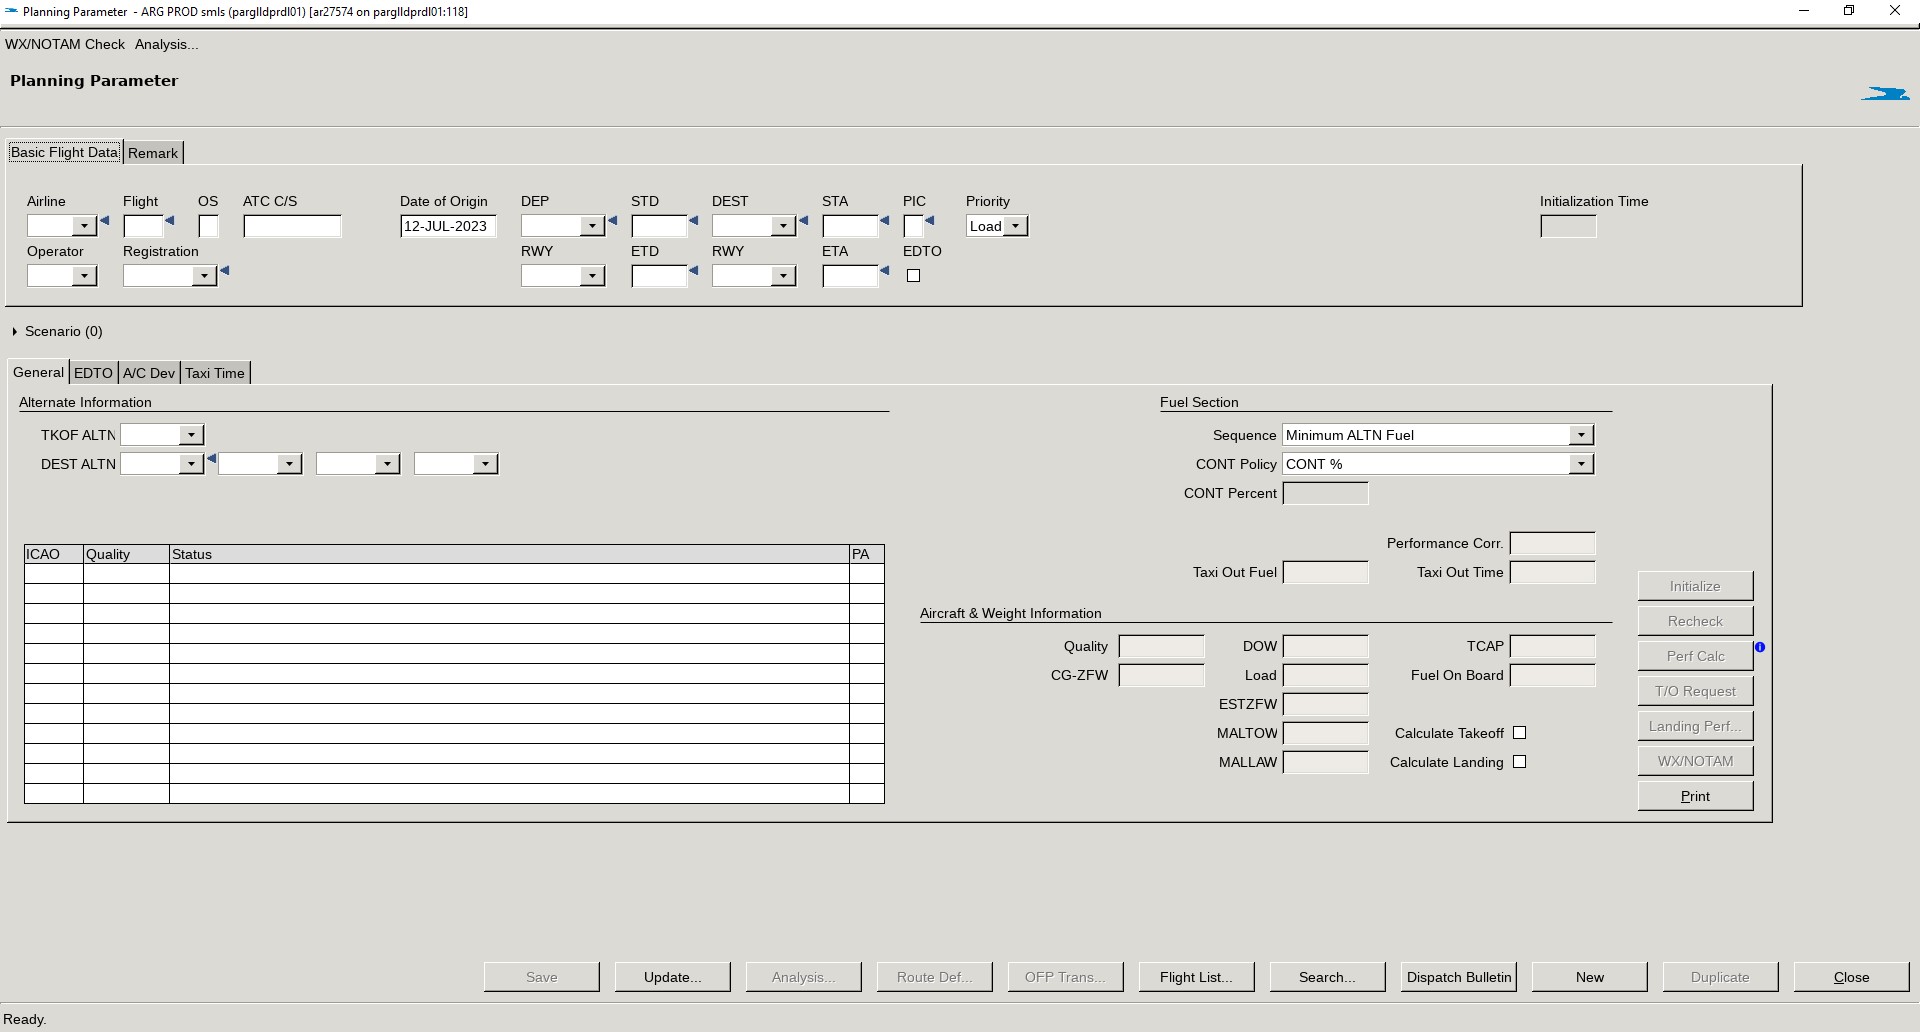 Planning Parameter - ARG PROD smls (parglldprdl01) [ar27574 on parglldprdl01:118]
WX/NOTAM Check Analysis...
Planning Parameter
Basic Flight Data Remark
Airline Flight OS ATC C/S Date of Origin DEP STD DEST STA PIC Priority Initialization Time
12-JUL-2023 Load
Operator Registration RWY ETD RWY ETA EDTO
Scenario (0)
General EDTO A/C Dev Taxi Time
Alternate Information Fuel Section
TKOF ALTN Sequence Minimum ALTN Fuel
DEST ALTN CONT Policy CONT %
CONT Percent
Performance Corr.
ICAO Quality Status PA
Taxi Out Fuel Taxi Out Time
Initialize
Aircraft & Weight Information
Recheck
Quality DOW TCAP
Perf Calc
CG-ZFW Load Fuel On Board
T/O Request
ESTZFW
Landing Perf...
MALTOW Calculate Takeoff
MALLAW Calculate Landing WX/NOTAM
Print
Save Update... Analysis... Route Def... OFP Trans... Flight List... Search... Dispatch Bulletin New Duplicate Close
Ready.